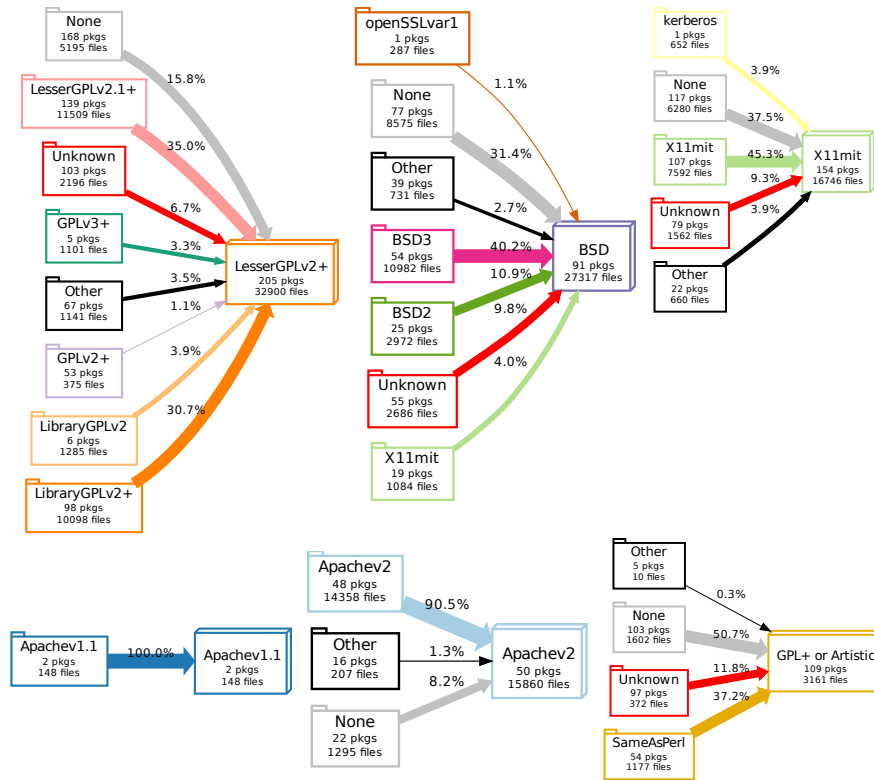 None
168 pkgs
5195 files
15.8%
LesserGPLv2.1+
139 pkgs
11509 files
35.0%
Unknown
103 pkgs
2196 files
6.7%
GPLv3+
5 pkgs
1101 files
3.3%
Other
67 pkgs
1141 files
3.5%
GPLv2+
53 pkgs
375 files
1.1%
LibraryGPLv2
6 pkgs
1285 files
3.9%
LibraryGPLv2+
98 pkgs
10098 files
30.7%
LesserGPLv2+
205 pkgs
32900 files
openSSLvar1
1 pkgs
287 files
1.1%
None
77 pkgs
8575 files
31.4%
Other
39 pkgs
731 files
2.7%
BSD3
54 pkgs
10982 files
40.2%
BSD2
25 pkgs
2972 files
10.9%
Unknown
55 pkgs
2686 files
9.8%
X11mit
19 pkgs
1084 files
4.0%
BSD
91 pkgs
27317 files
kerberos
1 pkgs
652 files
3.9%
None
117 pkgs
6280 files
37.5%
X11mit
107 pkgs
7592 files
45.3%
Unknown
79 pkgs
1562 files
9.3%
Other
22 pkgs
660 files
3.9%
X11mit
154 pkgs
16746 files
Apachev1.1
2 pkgs
148 files
100.0%
Apachev1.1
2 pkgs
148 files
Apachev2
48 pkgs
14358 files
90.5%
Other
16 pkgs
207 files
1.3%
None
22 pkgs
1295 files
8.2%
Apachev2
50 pkgs
15860 files
Other
5 pkgs
10 files
0.3%
None
103 pkgs
1602 files
50.7%
Unknown
97 pkgs
372 files
11.8%
SameAsPerl
54 pkgs
1177 files
37.2%
GPL+ or Artistic
109 pkgs
3161 files